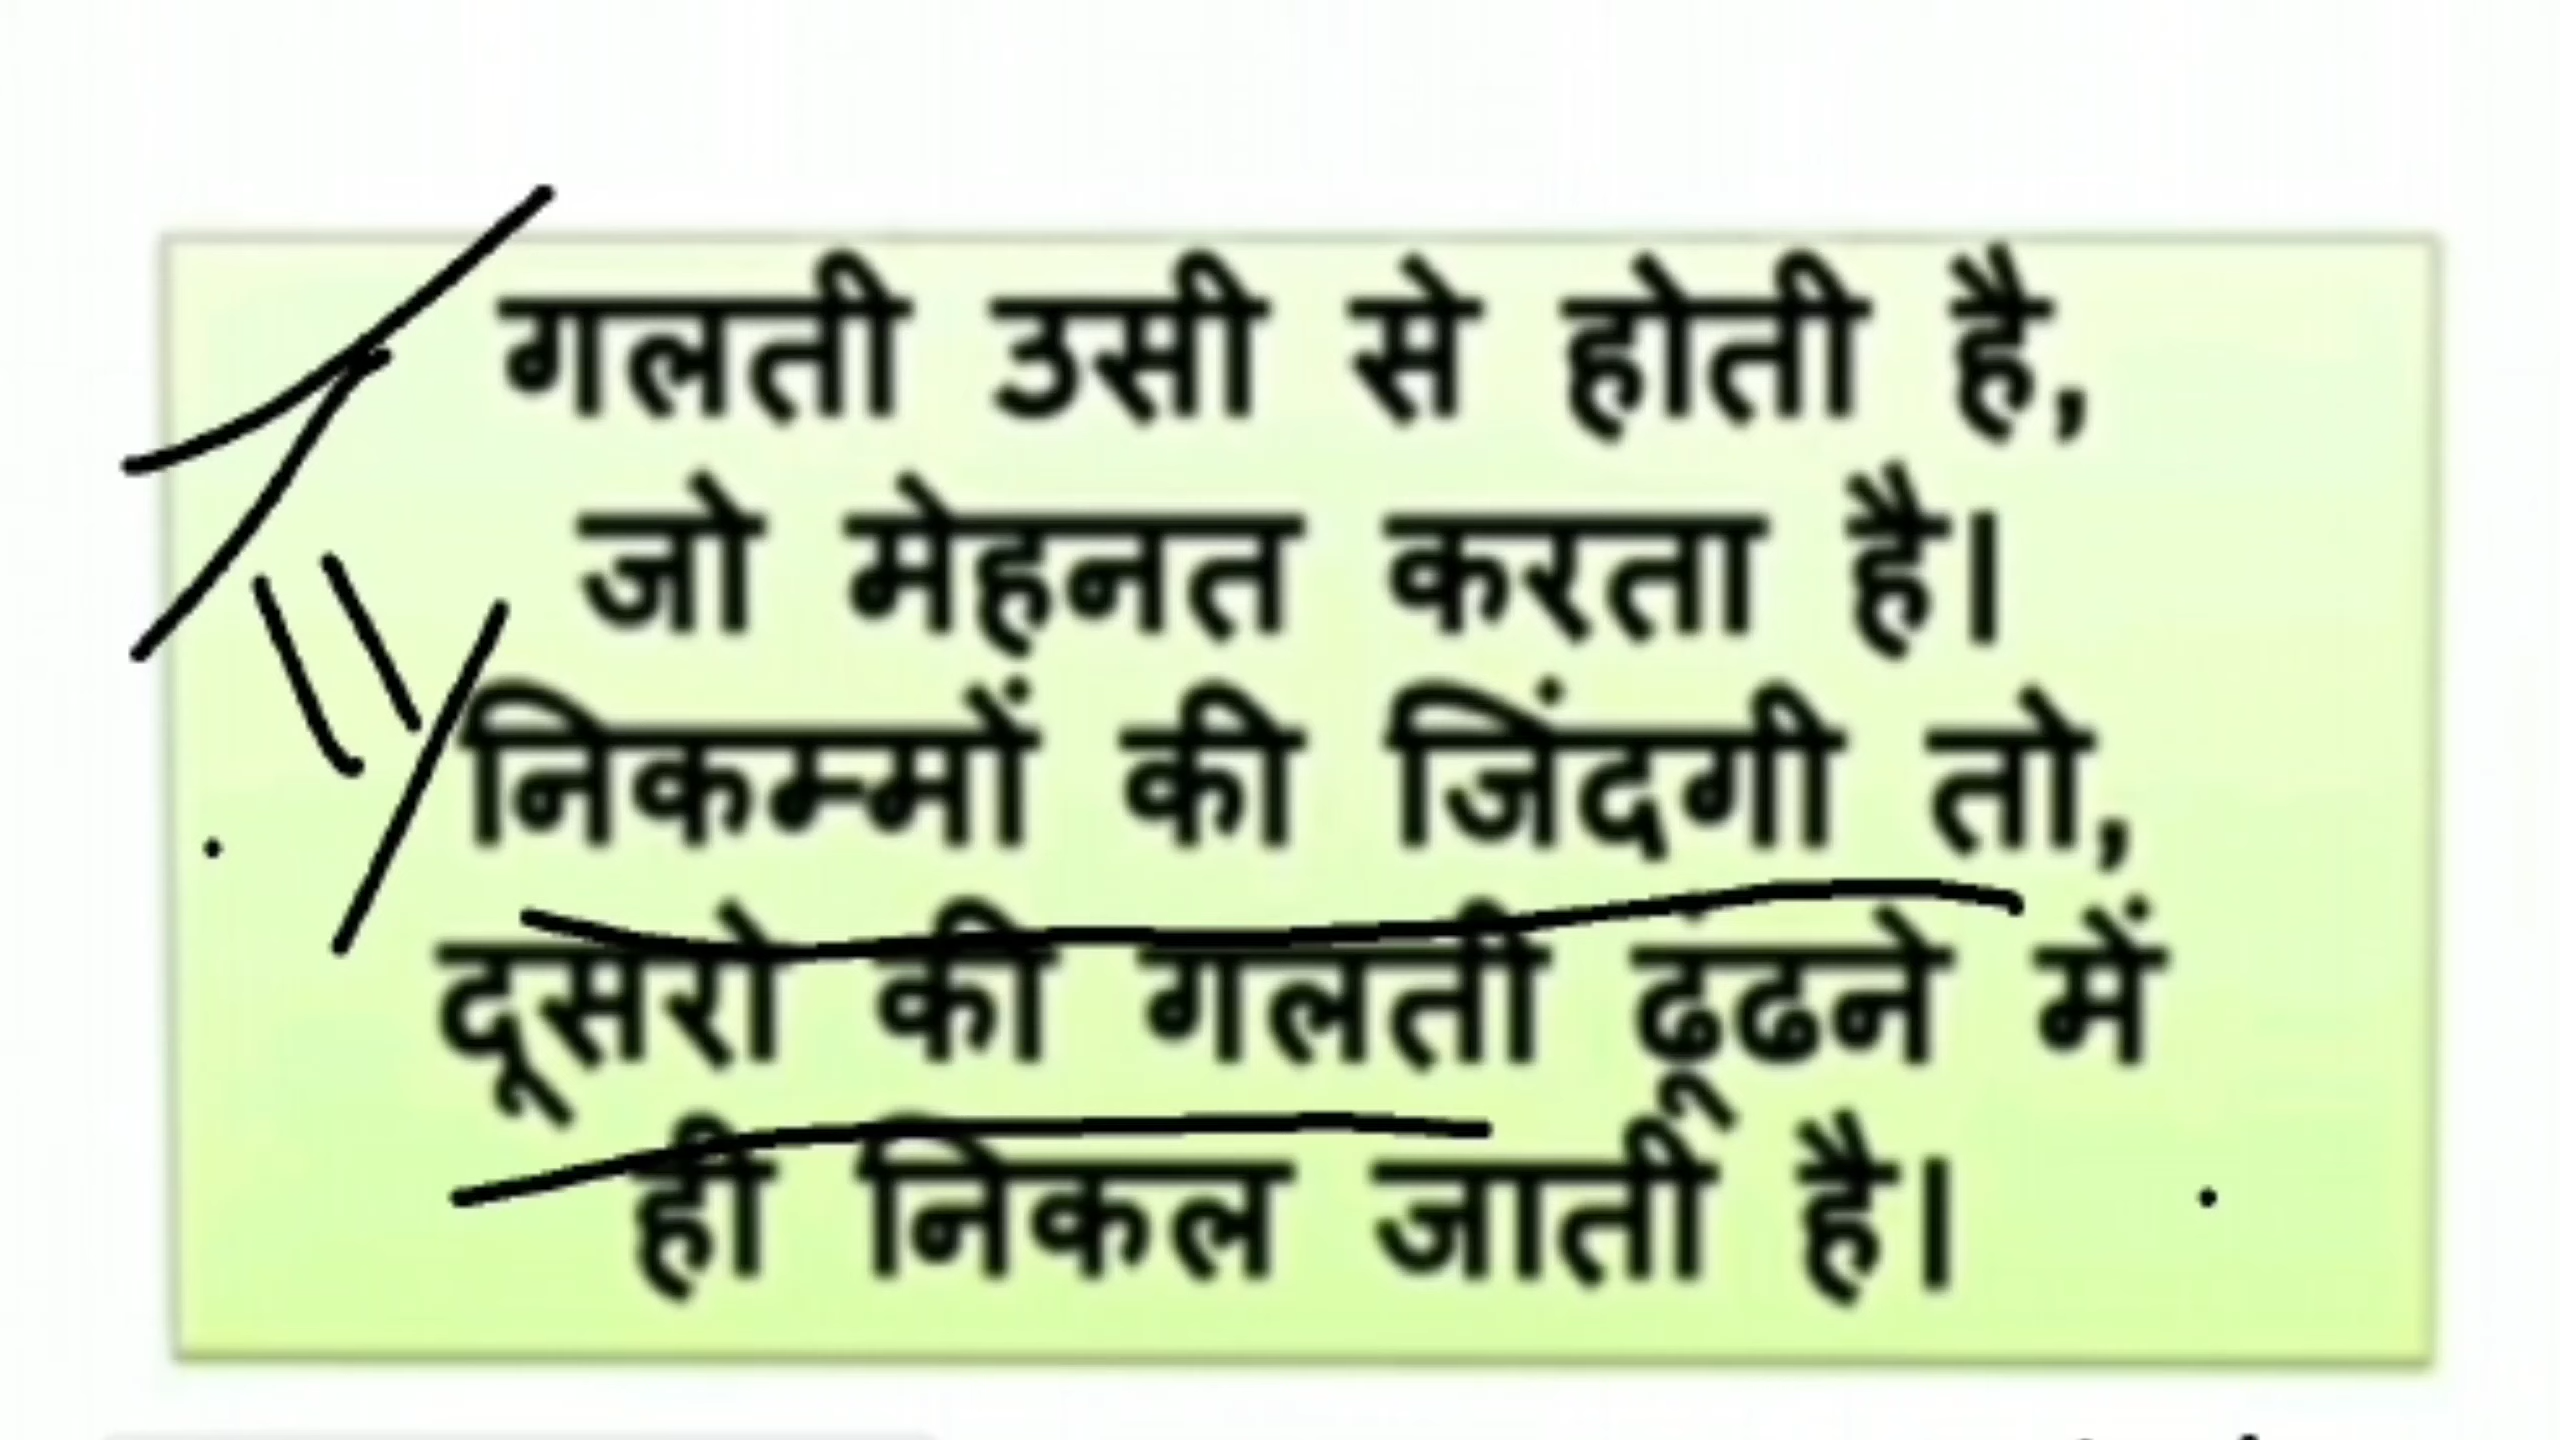 गलती उसी से होती है,
जो मेहनत करता है।
निकम्मों की जिंदगी तो,
दूसरो की गलती ढूंढने में
ही निकल जाती है।